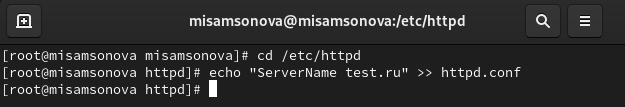 misamsonova@misamsonova:/etc/httpd
[root@misamsonova misamsonova]# cd /etc/httpd
[root@misamsonova httpd]# echo "ServerName test.ru" >> httpd.conf
[root@misamsonova httpd]#